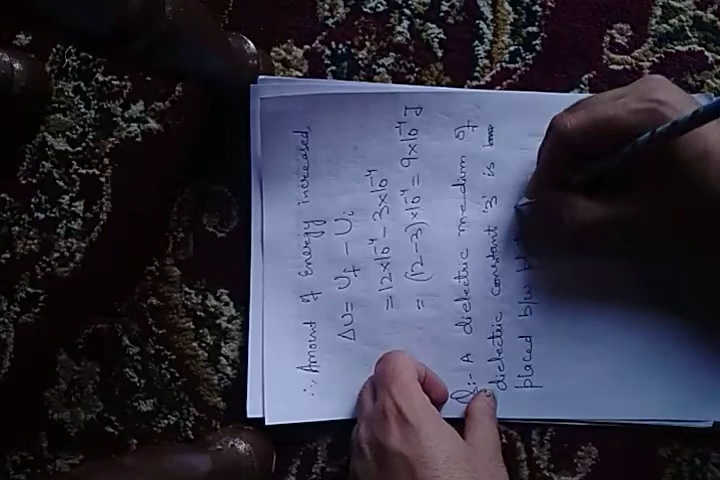 ∴ Amount of Energy increased,
ΔU = U_f - U_i
= 12×10^-4 - 3×10^-4
= (12-3)×10^-4 = 9×10^-4 J
Q:- A dielectric medium of
dielectric constant '3' is
placed b/w